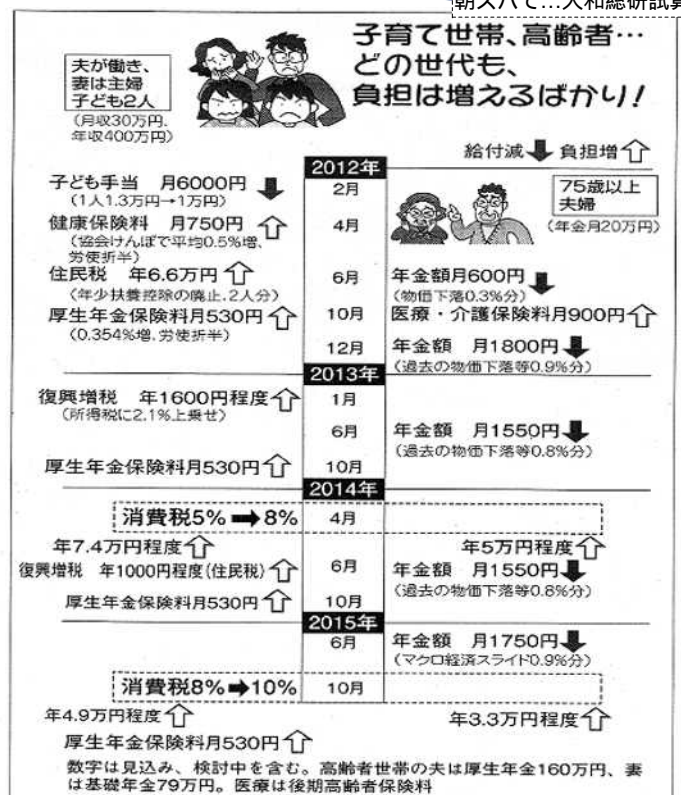 朝ズバで…大和総研試算
子育て世帯、高齢者…
どの世代も、
負担は増えるばかり！
夫が働き、
妻は主婦
子ども2人
（月収30万円、
年収400万円）
給付減⬇負担増⇧
2012年
子ども手当 月6000円⬇
（1人1.3万円→1万円）
2月
75歳以上
夫婦
（年金月20万円）
健康保険料 月750円⇧
（協会けんぽで平均0.5%増、
労使折半）
4月
住民税 年6.6万円⇧
（年少扶養控除の廃止、2人分）
6月
年金額月600円⬇
（物価下落0.3%分）
厚生年金保険料月530円⇧
（0.354%増、労使折半）
10月
医療・介護保険料月900円⇧
12月
年金額 月1800円⬇
（過去の物価下落等0.9%分）
2013年
復興増税 年1600円程度⇧
（所得税に2.1%上乗せ）
1月
6月
年金額 月1550円⬇
（過去の物価下落等0.8%分）
厚生年金保険料月530円⇧
10月
2014年
消費税5%➡8%
4月
年7.4万円程度⇧
年5万円程度⇧
復興増税 年1000円程度(住民税)⇧
6月
年金額 月1550円⬇
（過去の物価下落等0.8%分）
厚生年金保険料月530円⇧
10月
2015年
6月
年金額 月1750円⬇
（マクロ経済スライド0.9%分）
消費税8%➡10%
10月
年4.9万円程度⇧
年3.3万円程度⇧
厚生年金保険料月530円⇧
数字は見込み、検討中を含む。高齢者世帯の夫は厚生年金160万円、妻
は基礎年金79万円。医療は後期高齢者保険料